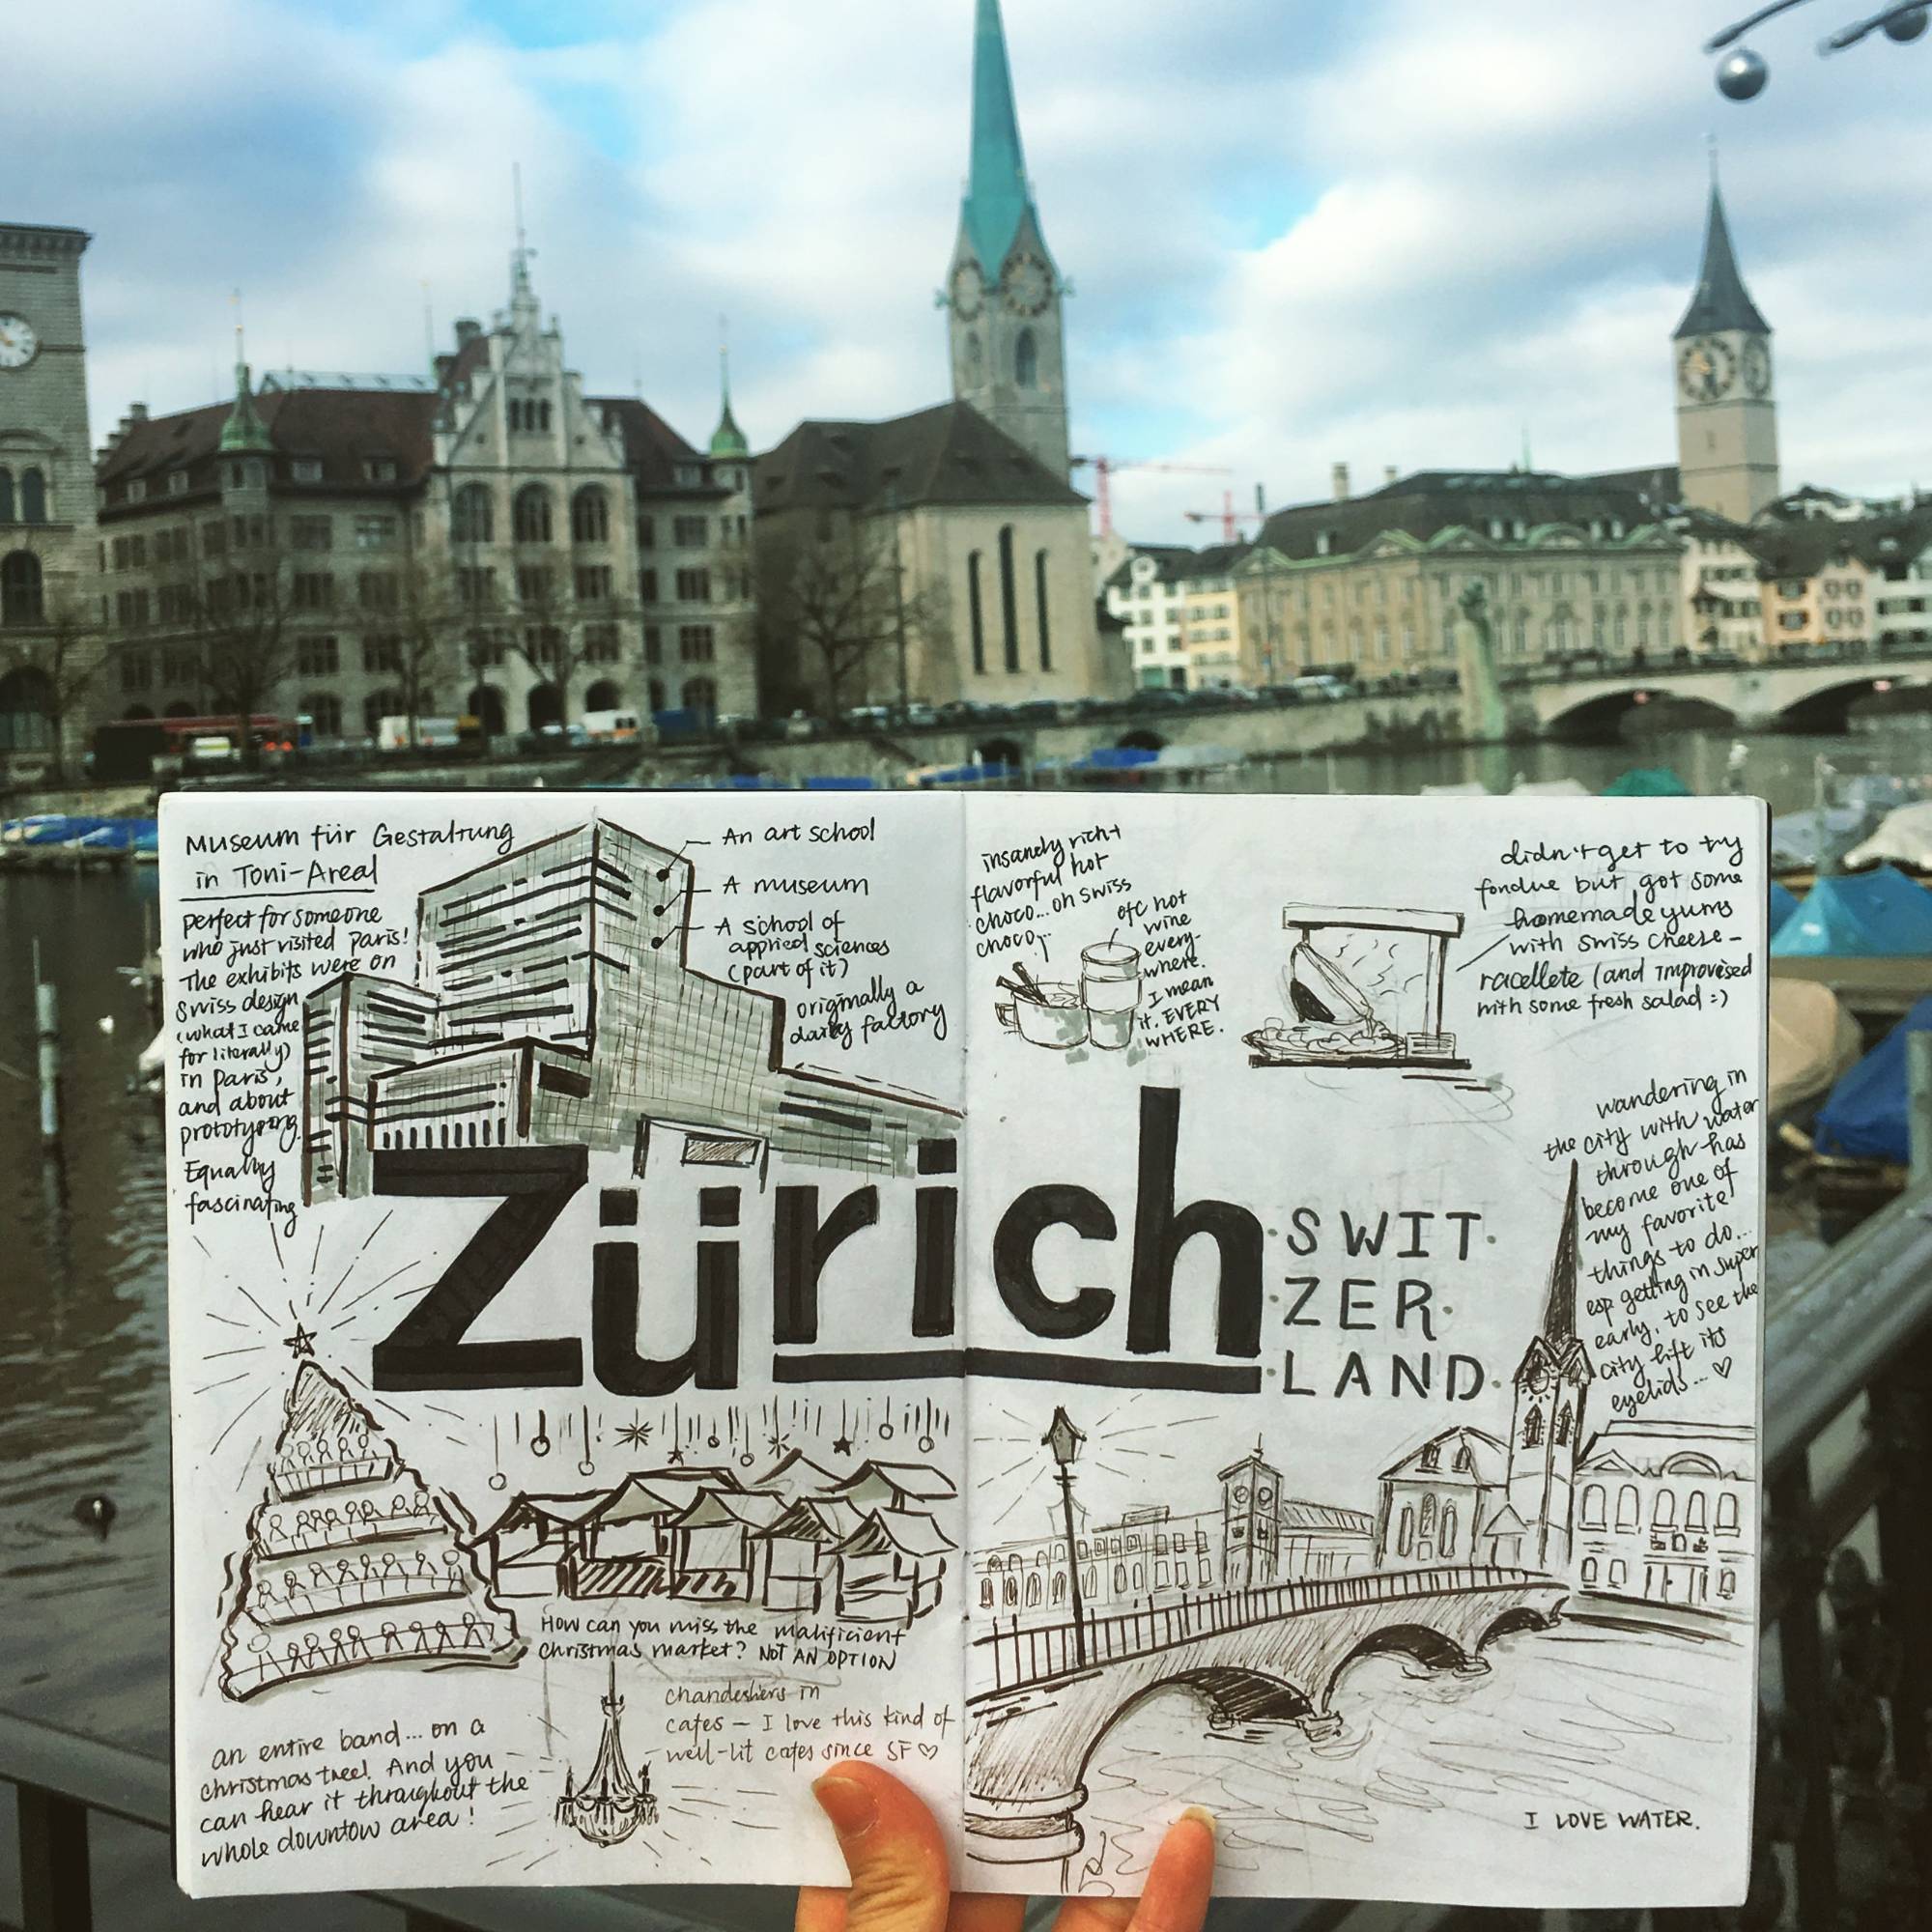 Museum für Gestaltung
in Toni-Areal
perfect for someone
who just visited Paris!
The exhibits were on
Swiss design
(what I came
for literally)
in Paris,
and about
prototyping.
Equally
fascinating
An art school
A museum
A school of
applied sciences
(part of it)
originally a
dairy factory
insanely rich +
flavorful hot
choco... oh swiss
choco...
ofc hot
wine
every-
where.
I mean
it. EVERY
WHERE.
didn't get to try
fondue but got some
homemade yums
with swiss cheese-
racellete (and improvised
with some fresh salad :)
Zürich
·SWIT·
·ZER·
·LAND·
wandering in
the city with water
through has
become one of
my favorite
things to do...
esp getting in super
early, to see the
city lift its
eyelids... ♡
How can you miss the malificient
christmas market? NOT AN OPTION
chandeshiers in
cafes — I love this kind of
well-lit cafes since SF ♡
an entire band... on a
christmas tree! And you
can hear it throughout the
whole downtow area!
I LOVE WATER.